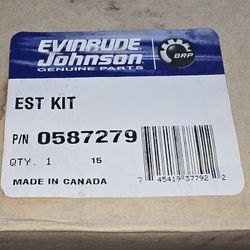 EVINRUDE
Johnson
GENUINE PARTS
BRP
EST KIT
P/N 0587279
QTY. 1 15
MADE IN CANADA
7 45419 37792 2